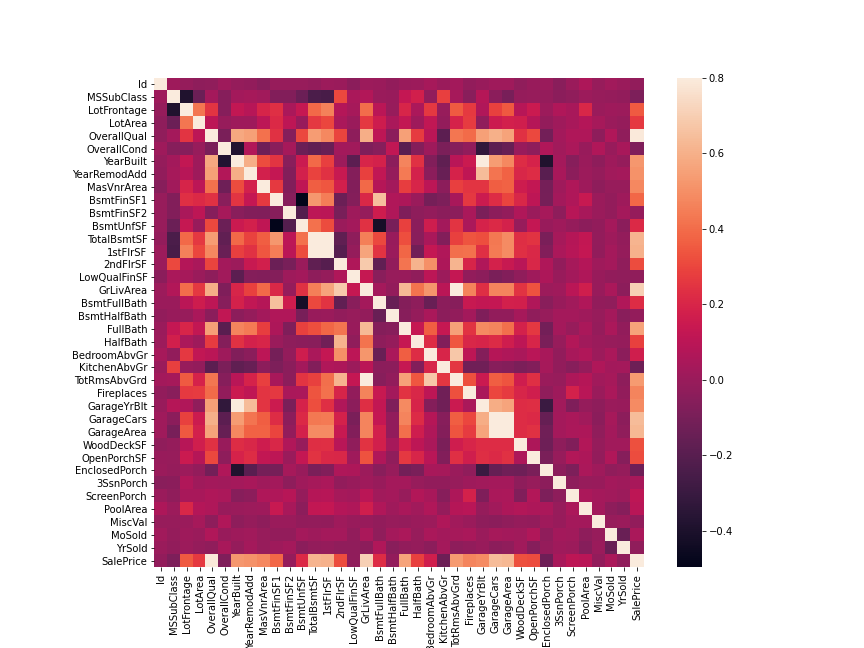 Id
MSSubClass
LotFrontage
LotArea
OverallQual
OverallCond
YearBuilt
YearRemodAdd
MasVnrArea
BsmtFinSF1
BsmtFinSF2
BsmtUnfSF
TotalBsmtSF
1stFlrSF
2ndFlrSF
LowQualFinSF
GrLivArea
BsmtFullBath
BsmtHalfBath
FullBath
HalfBath
BedroomAbvGr
KitchenAbvGr
TotRmsAbvGrd
Fireplaces
GarageYrBlt
GarageCars
GarageArea
WoodDeckSF
OpenPorchSF
EnclosedPorch
3SsnPorch
ScreenPorch
PoolArea
MiscVal
MoSold
YrSold
SalePrice
Id
MSSubClass
LotFrontage
LotArea
OverallQual
OverallCond
YearBuilt
YearRemodAdd
MasVnrArea
BsmtFinSF1
BsmtFinSF2
BsmtUnfSF
TotalBsmtSF
1stFlrSF
2ndFlrSF
LowQualFinSF
GrLivArea
BsmtFullBath
BsmtHalfBath
FullBath
HalfBath
BedroomAbvGr
KitchenAbvGr
TotRmsAbvGrd
Fireplaces
GarageYrBlt
GarageCars
GarageArea
WoodDeckSF
OpenPorchSF
EnclosedPorch
3SsnPorch
ScreenPorch
PoolArea
MiscVal
MoSold
YrSold
SalePrice
0.8
0.6
0.4
0.2
0.0
−0.2
−0.4